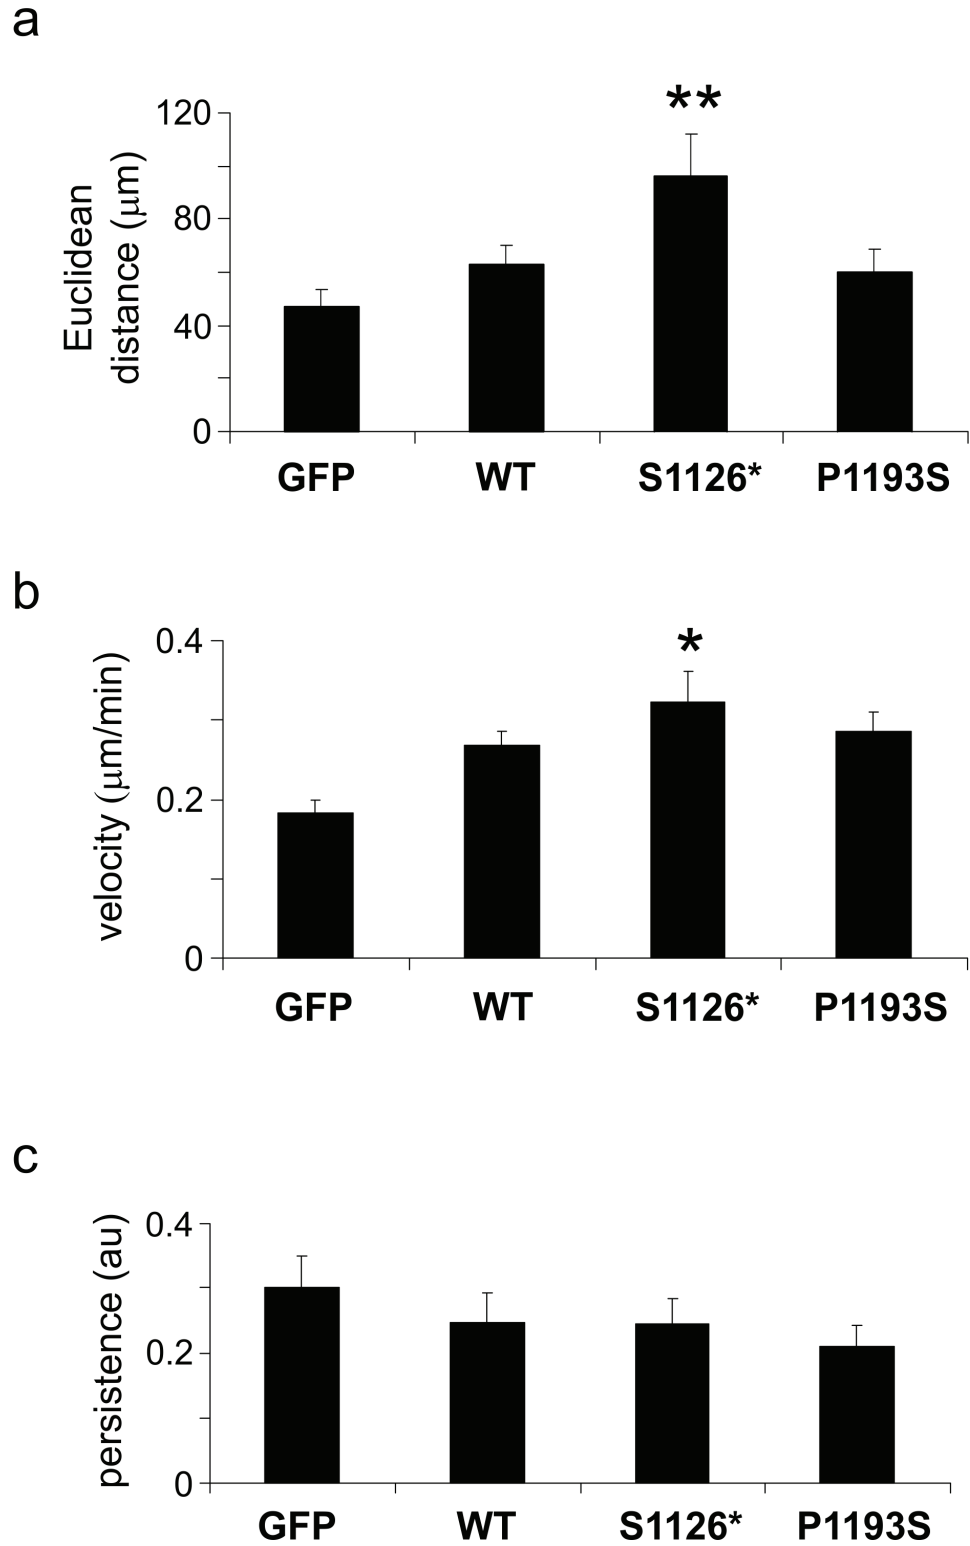 a
**
120
80
40
0
Euclidean
distance (μm)
GFP WT S1126* P1193S
b
*
0.4
0.2
0
velocity (μm/min)
GFP WT S1126* P1193S
c
0.4
0.2
0
persistence (au)
GFP WT S1126* P1193S